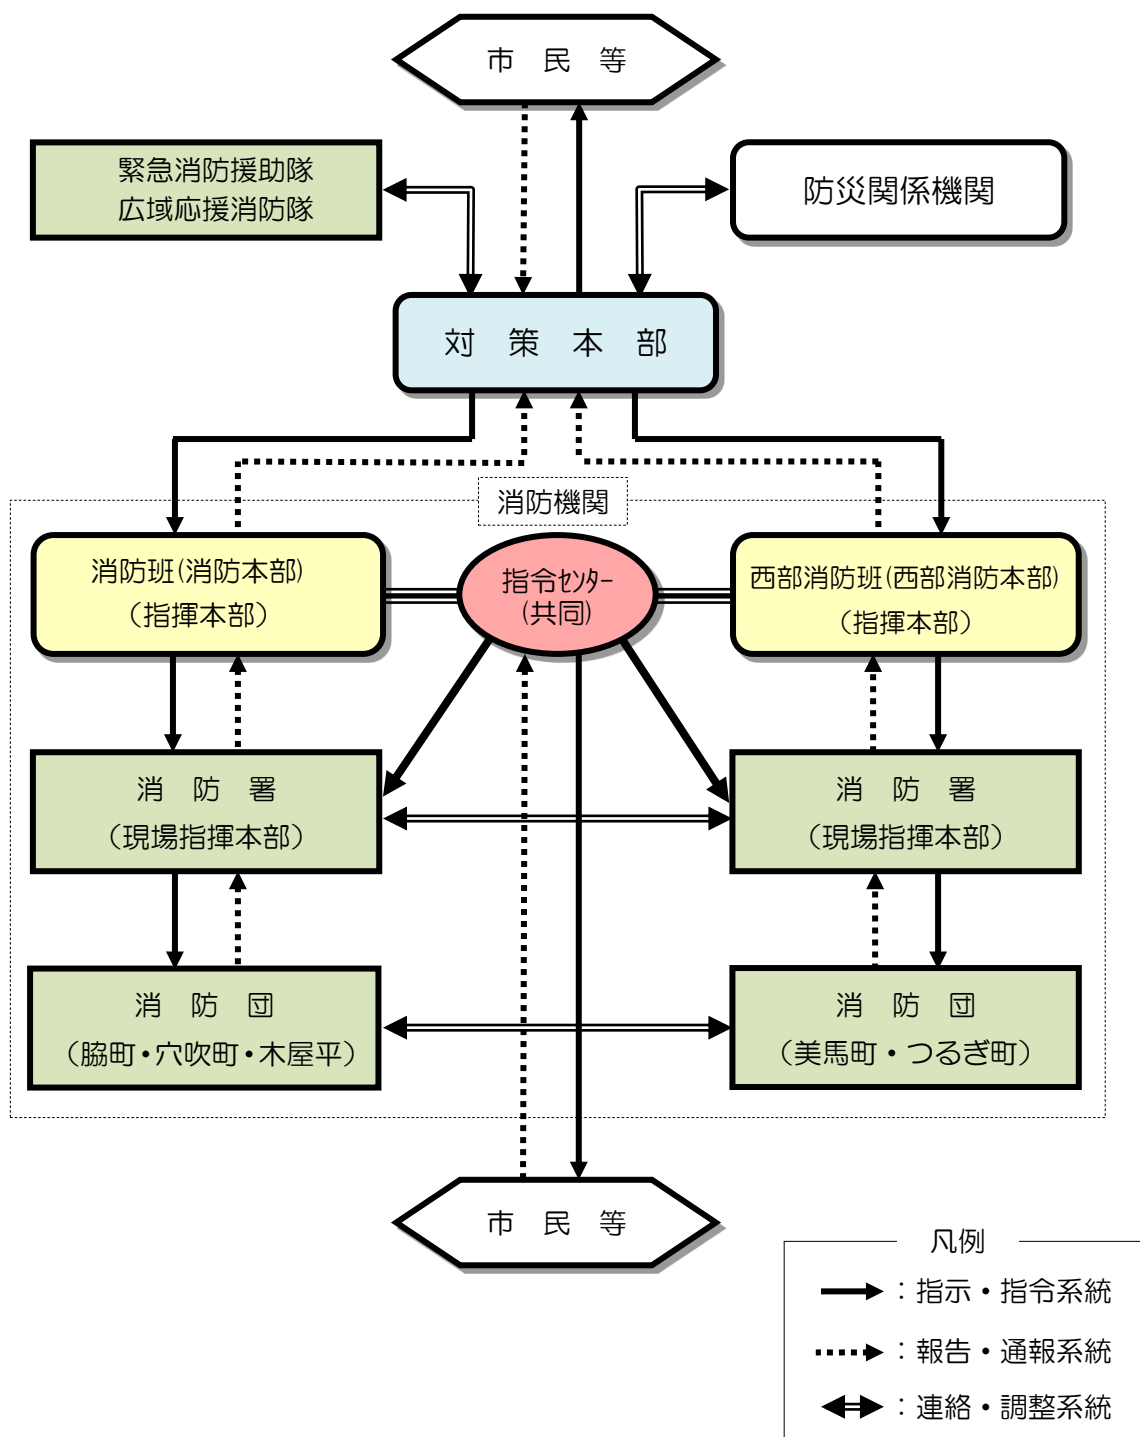 市　民　等
緊急消防援助隊
広域応援消防隊
防災関係機関
対　策　本　部
消防機関
消防班(消防本部)
（指揮本部）
指令ｾﾝﾀｰ
(共同)
西部消防班(西部消防本部)
（指揮本部）
消　防　署
（現場指揮本部）
消　防　署
（現場指揮本部）
消　防　団
（脇町・穴吹町・木屋平）
消　防　団
（美馬町・つるぎ町）
市　民　等
凡例
：指示・指令系統
：報告・通報系統
：連絡・調整系統